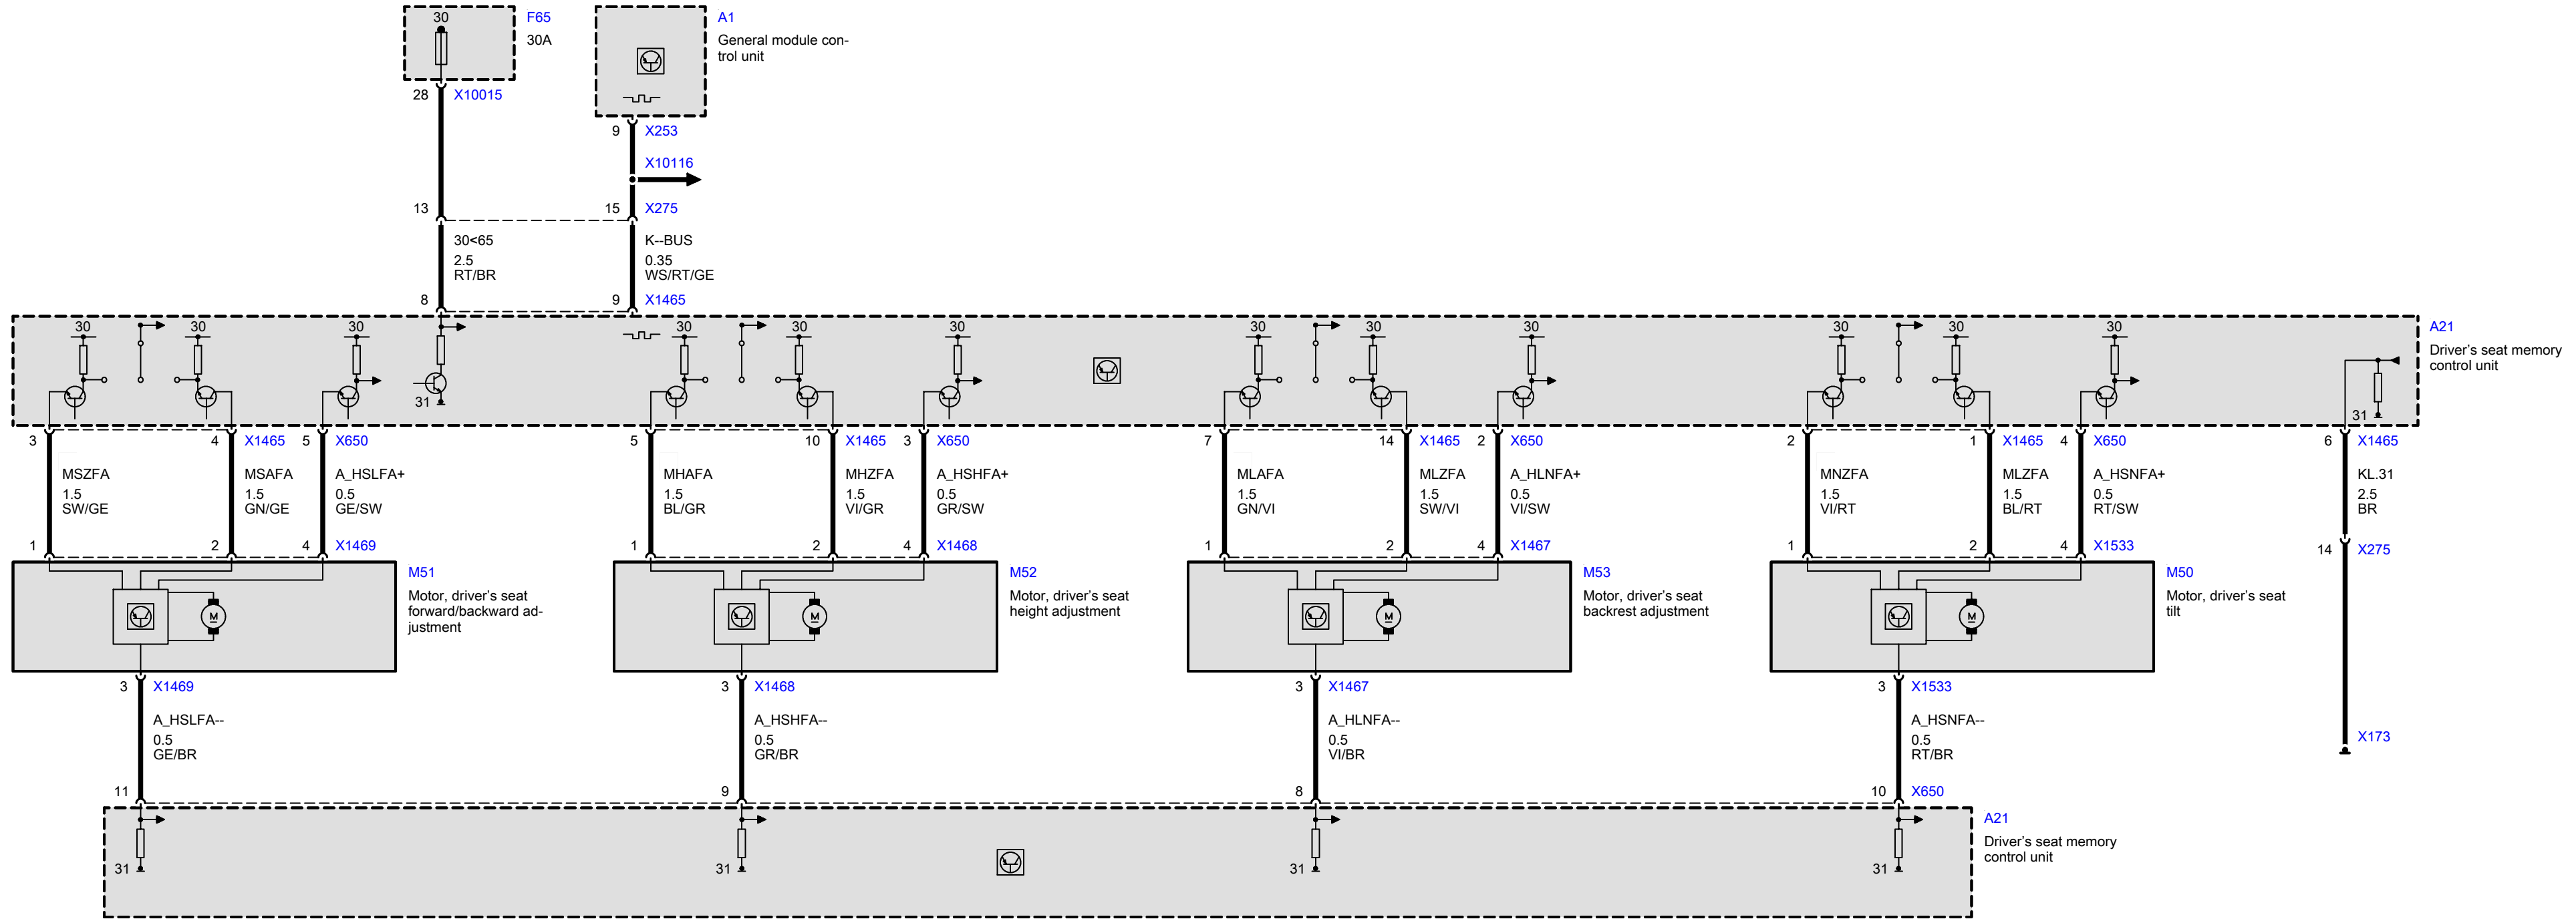 30
F65
30A
A1
General module con-
trol unit
28 X10015
9 X253
X10116
13 15 X275
30<65
2.5
RT/BR
K--BUS
0.35
WS/RT/GE
8 9 X1465
30 30 30 30 30 30 30 30 30 30 30 30
31
31
A21
Driver's seat memory
control unit
3 4 X1465 5 X650 5 10 X1465 3 X650 7 14 X1465 2 X650 2 1 X1465 4 X650 6 X1465
MSZFA
1.5
SW/GE
MSAFA
1.5
GN/GE
A_HSLFA+
0.5
GE/SW
MHAFA
1.5
BL/GR
MHZFA
1.5
VI/GR
A_HSHFA+
0.5
GR/SW
MLAFA
1.5
GN/VI
MLZFA
1.5
SW/VI
A_HLNFA+
0.5
VI/SW
MNZFA
1.5
VI/RT
MLZFA
1.5
BL/RT
A_HSNFA+
0.5
RT/SW
KL.31
2.5
BR
1 2 4 X1469 1 2 4 X1468 1 2 4 X1467 1 2 4 X1533 14 X275
M
M51
Motor, driver's seat
forward/backward ad-
justment
M
M52
Motor, driver's seat
height adjustment
M
M53
Motor, driver's seat
backrest adjustment
M
M50
Motor, driver's seat
tilt
3 X1469 3 X1468 3 X1467 3 X1533
A_HSLFA--
0.5
GE/BR
A_HSHFA--
0.5
GR/BR
A_HLNFA--
0.5
VI/BR
A_HSNFA--
0.5
RT/BR
X173
11 9 8 10 X650
31 31 31 31
A21
Driver's seat memory
control unit